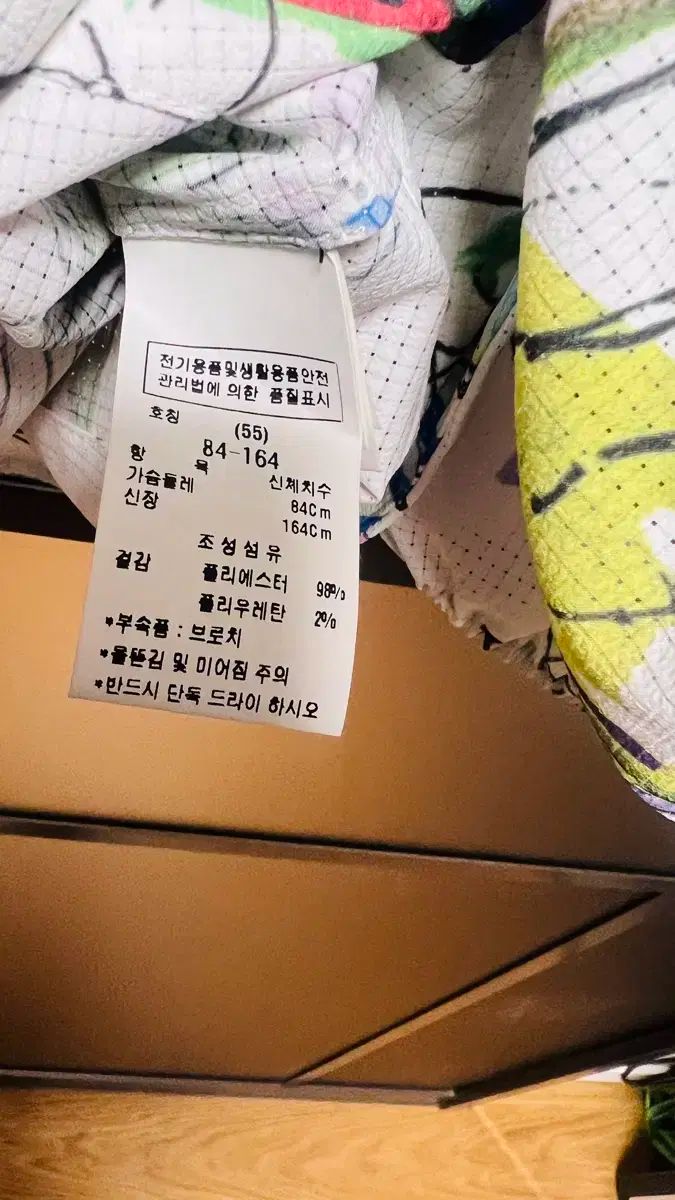 전기용품및생활용품안전
관리법에 의한 품질표시
호칭
(55)
84-164
항 목 신체치수
가슴둘레 84Cm
신장 164Cm
조성섬유
겉감 폴리에스터 98%
폴리우레탄 2%
*부속품 : 브로치
*올뜯김 및 미어짐 주의
*반드시 단독 드라이 하시오